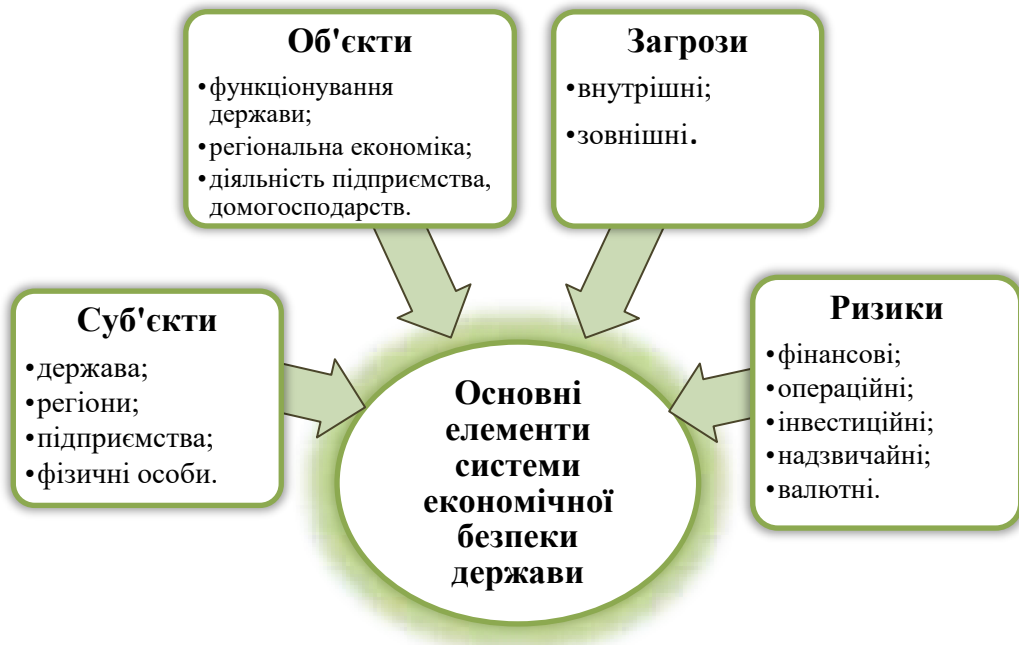 Об'єкти
•функціонування
держави;
•регіональна економіка;
•діяльність підприємства,
домогосподарств.
Загрози
•внутрішні;
•зовнішні.
Суб'єкти
•держава;
•регіони;
•підприємства;
•фізичні особи.
Ризики
•фінансові;
•операційні;
•інвестиційні;
•надзвичайні;
•валютні.
Основні
елементи
системи
економічної
безпеки
держави